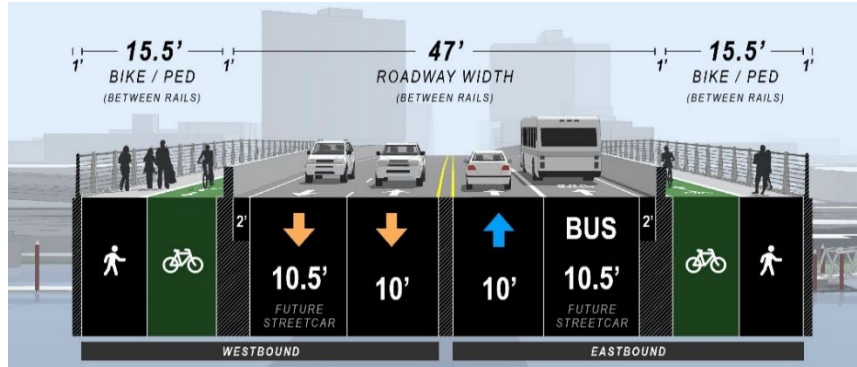 1'
15.5'
BIKE / PED
(BETWEEN RAILS)
1'
47'
ROADWAY WIDTH
(BETWEEN RAILS)
1'
15.5'
BIKE / PED
(BETWEEN RAILS)
1'
2'
10.5'
FUTURE
STREETCAR
10'
10'
BUS
10.5'
FUTURE
STREETCAR
2'
WESTBOUND
EASTBOUND